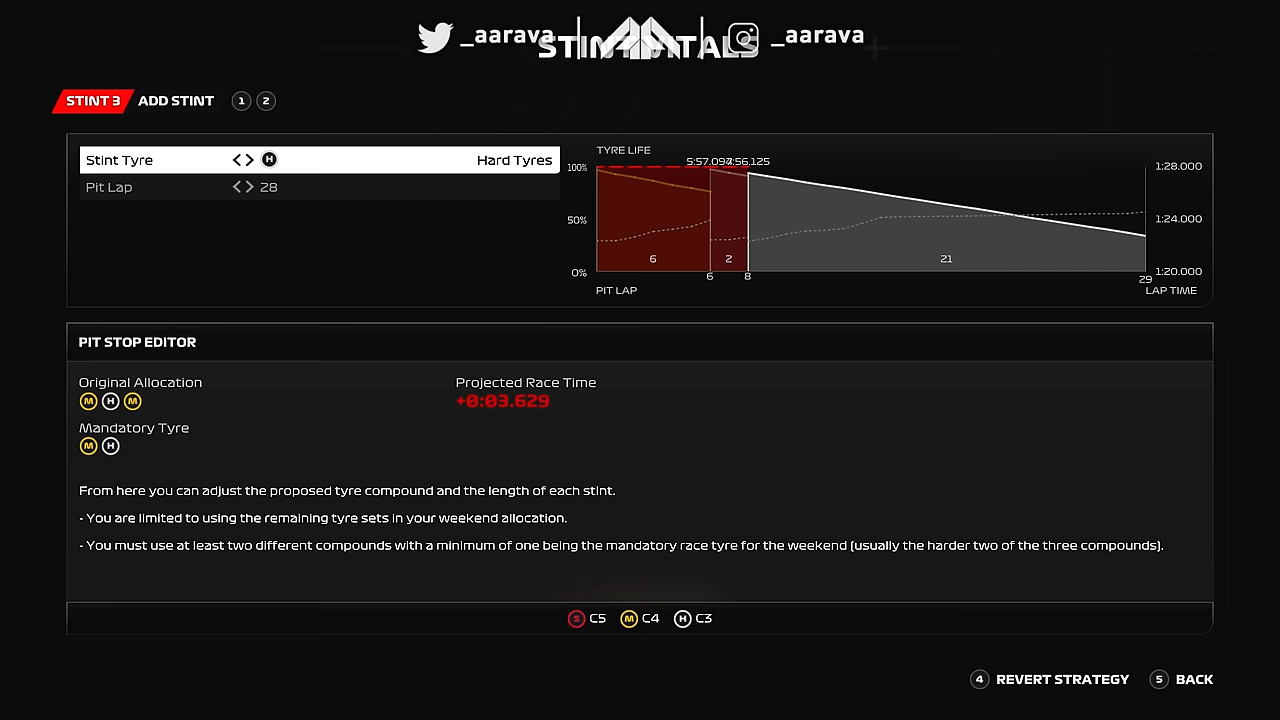 _aarava _aarava
STINT 3 ADD STINT 1 2
Stint Tyre H Hard Tyres
Pit Lap 28
TYRE LIFE
100%
50%
0%
5:57.097
6 2 21
6 8 29
PIT LAP
1:28.000
1:24.000
1:20.000
LAP TIME
PIT STOP EDITOR
Original Allocation
M H M
Mandatory Tyre
M H
Projected Race Time
+0:03.629
From here you can adjust the proposed tyre compound and the length of each stint.
- You are limited to using the remaining tyre sets in your weekend allocation.
- You must use at least two different compounds with a minimum of one being the mandatory race tyre for the weekend (usually the harder two of the three compounds).
S C5 M C4 H C3
4 REVERT STRATEGY 5 BACK